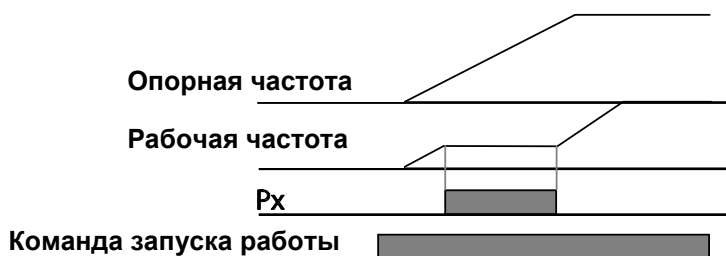 Опорная частота
Рабочая частота
Px
Команда запуска работы